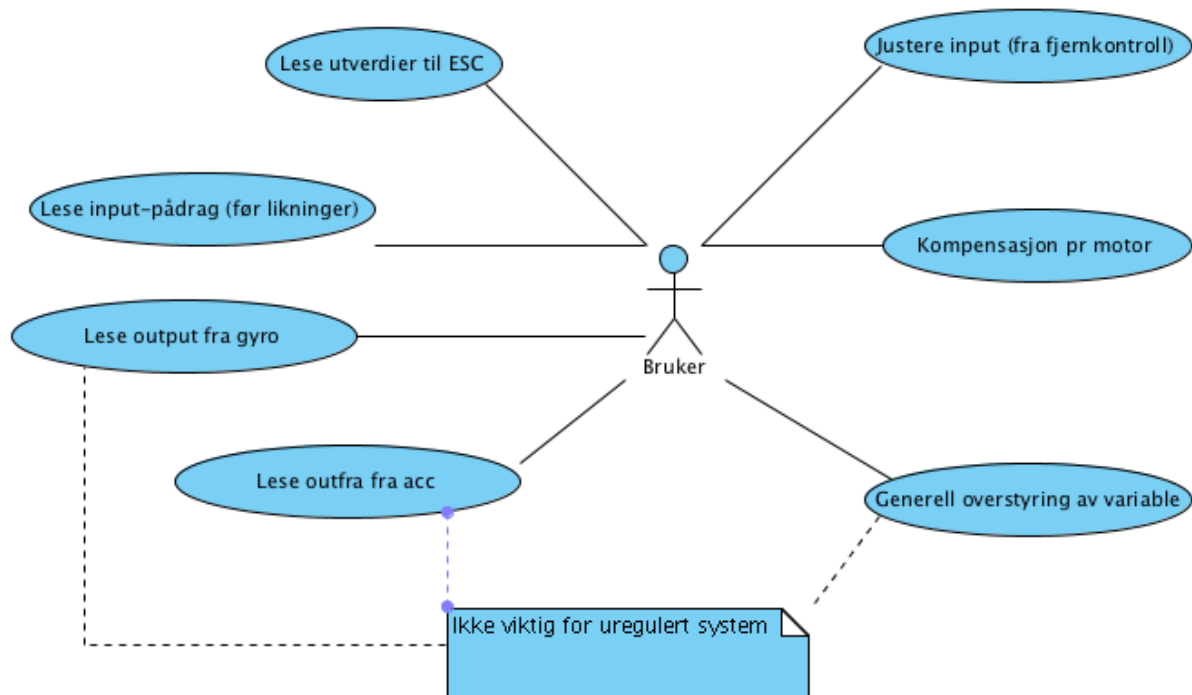 Justere input (fra fjernkontroll)
Lese utverdier til ESC
Lese input-pådrag (før likninger)
Kompensasjon pr motor
Lese output fra gyro
Bruker
Lese outfra fra acc
Generell overstyring av variable
Ikke viktig for uregulert system